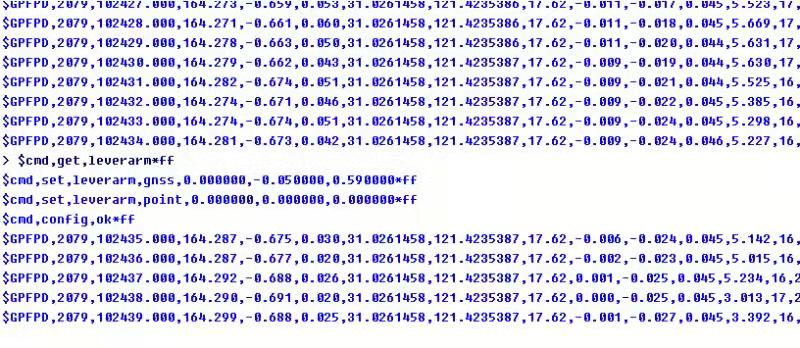 $GPFPD,2079,102427.000,164.273,-0.659,0.053,31.0261458,121.4235386,17.62,-0.011,-0.017,0.045,5.523,17,
$GPFPD,2079,102428.000,164.271,-0.661,0.060,31.0261458,121.4235386,17.62,-0.011,-0.018,0.045,5.669,17,
$GPFPD,2079,102429.000,164.278,-0.663,0.050,31.0261458,121.4235386,17.62,-0.011,-0.020,0.044,5.631,17,
$GPFPD,2079,102430.000,164.279,-0.662,0.043,31.0261458,121.4235387,17.62,-0.009,-0.019,0.044,5.630,17,
$GPFPD,2079,102431.000,164.282,-0.674,0.051,31.0261458,121.4235387,17.62,-0.009,-0.021,0.044,5.525,16,
$GPFPD,2079,102432.000,164.274,-0.671,0.046,31.0261458,121.4235387,17.62,-0.009,-0.022,0.045,5.385,16,
$GPFPD,2079,102433.000,164.274,-0.674,0.051,31.0261458,121.4235387,17.62,-0.009,-0.024,0.045,5.298,16,
$GPFPD,2079,102434.000,164.281,-0.673,0.042,31.0261458,121.4235387,17.62,-0.009,-0.024,0.046,5.227,16,
> $cmd,get,leverarm*ff
$cmd,set,leverarm,gnss,0.000000,-0.050000,0.590000*ff
$cmd,set,leverarm,point,0.000000,0.000000,0.000000*ff
$cmd,config,ok*ff
$GPFPD,2079,102435.000,164.287,-0.675,0.030,31.0261458,121.4235387,17.62,-0.006,-0.024,0.045,5.142,16,
$GPFPD,2079,102436.000,164.287,-0.677,0.020,31.0261458,121.4235387,17.62,-0.002,-0.023,0.045,5.015,16,
$GPFPD,2079,102437.000,164.292,-0.688,0.026,31.0261458,121.4235387,17.62,0.001,-0.025,0.045,5.234,16,2
$GPFPD,2079,102438.000,164.290,-0.691,0.020,31.0261458,121.4235387,17.62,0.000,-0.025,0.045,3.013,17,2
$GPFPD,2079,102439.000,164.299,-0.688,0.025,31.0261458,121.4235387,17.62,-0.001,-0.027,0.045,3.392,16,